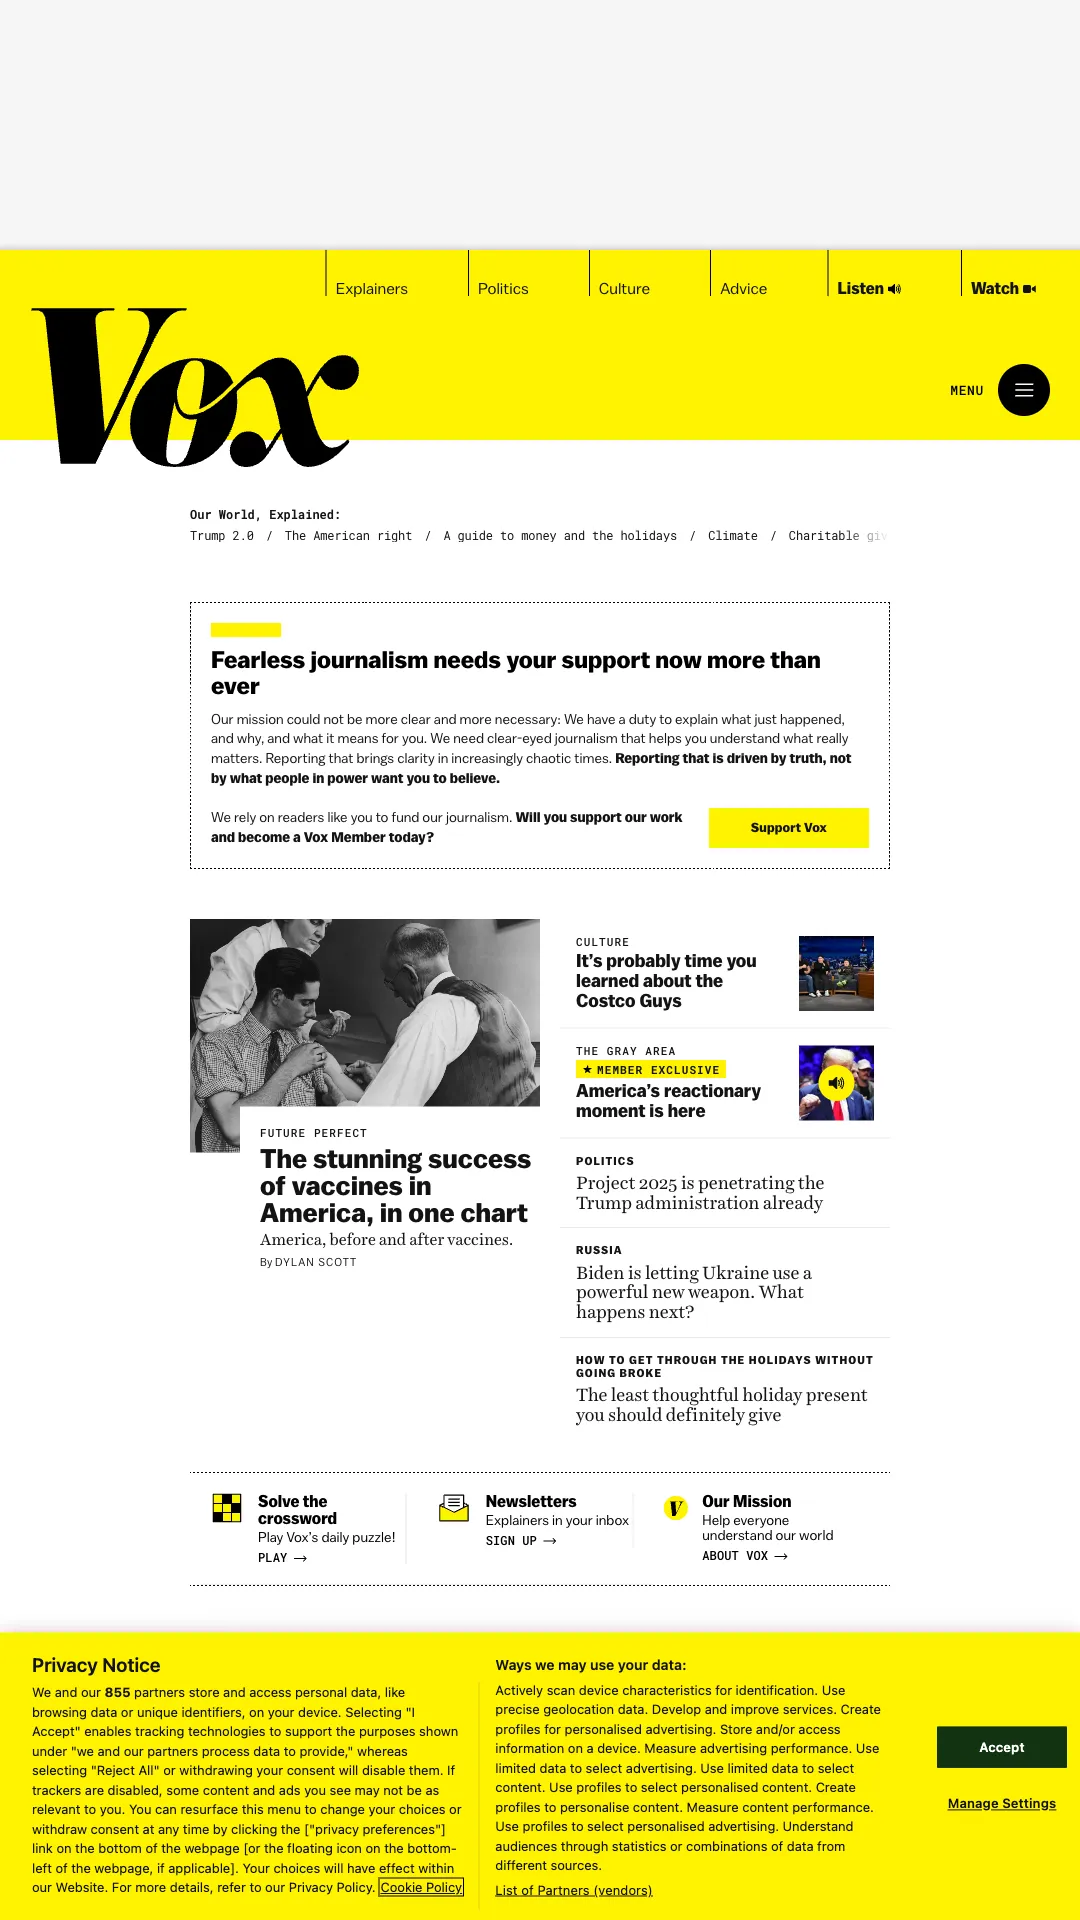 Explainers
Politics
Culture
Advice
Listen
Watch
Vox
MENU
Our World, Explained:
Trump 2.0 / The American right / A guide to money and the holidays / Climate / Charitable giv
Fearless journalism needs your support now more than
ever
Our mission could not be more clear and more necessary: We have a duty to explain what just happened,
and why, and what it means for you. We need clear-eyed journalism that helps you understand what really
matters. Reporting that brings clarity in increasingly chaotic times. Reporting that is driven by truth, not
by what people in power want you to believe.
We rely on readers like you to fund our journalism. Will you support our work
and become a Vox Member today?
Support Vox
FUTURE PERFECT
The stunning success
of vaccines in
America, in one chart
America, before and after vaccines.
By DYLAN SCOTT
CULTURE
It's probably time you
learned about the
Costco Guys
THE GRAY AREA
★ MEMBER EXCLUSIVE
America's reactionary
moment is here
POLITICS
Project 2025 is penetrating the
Trump administration already
RUSSIA
Biden is letting Ukraine use a
powerful new weapon. What
happens next?
HOW TO GET THROUGH THE HOLIDAYS WITHOUT
GOING BROKE
The least thoughtful holiday present
you should definitely give
Solve the
crossword
Play Vox's daily puzzle!
PLAY →
Newsletters
Explainers in your inbox
SIGN UP →
V
Our Mission
Help everyone
understand our world
ABOUT VOX →
Privacy Notice
We and our 855 partners store and access personal data, like
browsing data or unique identifiers, on your device. Selecting "I
Accept" enables tracking technologies to support the purposes shown
under "we and our partners process data to provide," whereas
selecting "Reject All" or withdrawing your consent will disable them. If
trackers are disabled, some content and ads you see may not be as
relevant to you. You can resurface this menu to change your choices or
withdraw consent at any time by clicking the ["privacy preferences"]
link on the bottom of the webpage [or the floating icon on the bottom-
left of the webpage, if applicable]. Your choices will have effect within
our Website. For more details, refer to our Privacy Policy. Cookie Policy
Ways we may use your data:
Actively scan device characteristics for identification. Use
precise geolocation data. Develop and improve services. Create
profiles for personalised advertising. Store and/or access
information on a device. Measure advertising performance. Use
limited data to select advertising. Use limited data to select
content. Use profiles to select personalised content. Create
profiles to personalise content. Measure content performance.
Use profiles to select personalised advertising. Understand
audiences through statistics or combinations of data from
different sources.
List of Partners (vendors)
Accept
Manage Settings